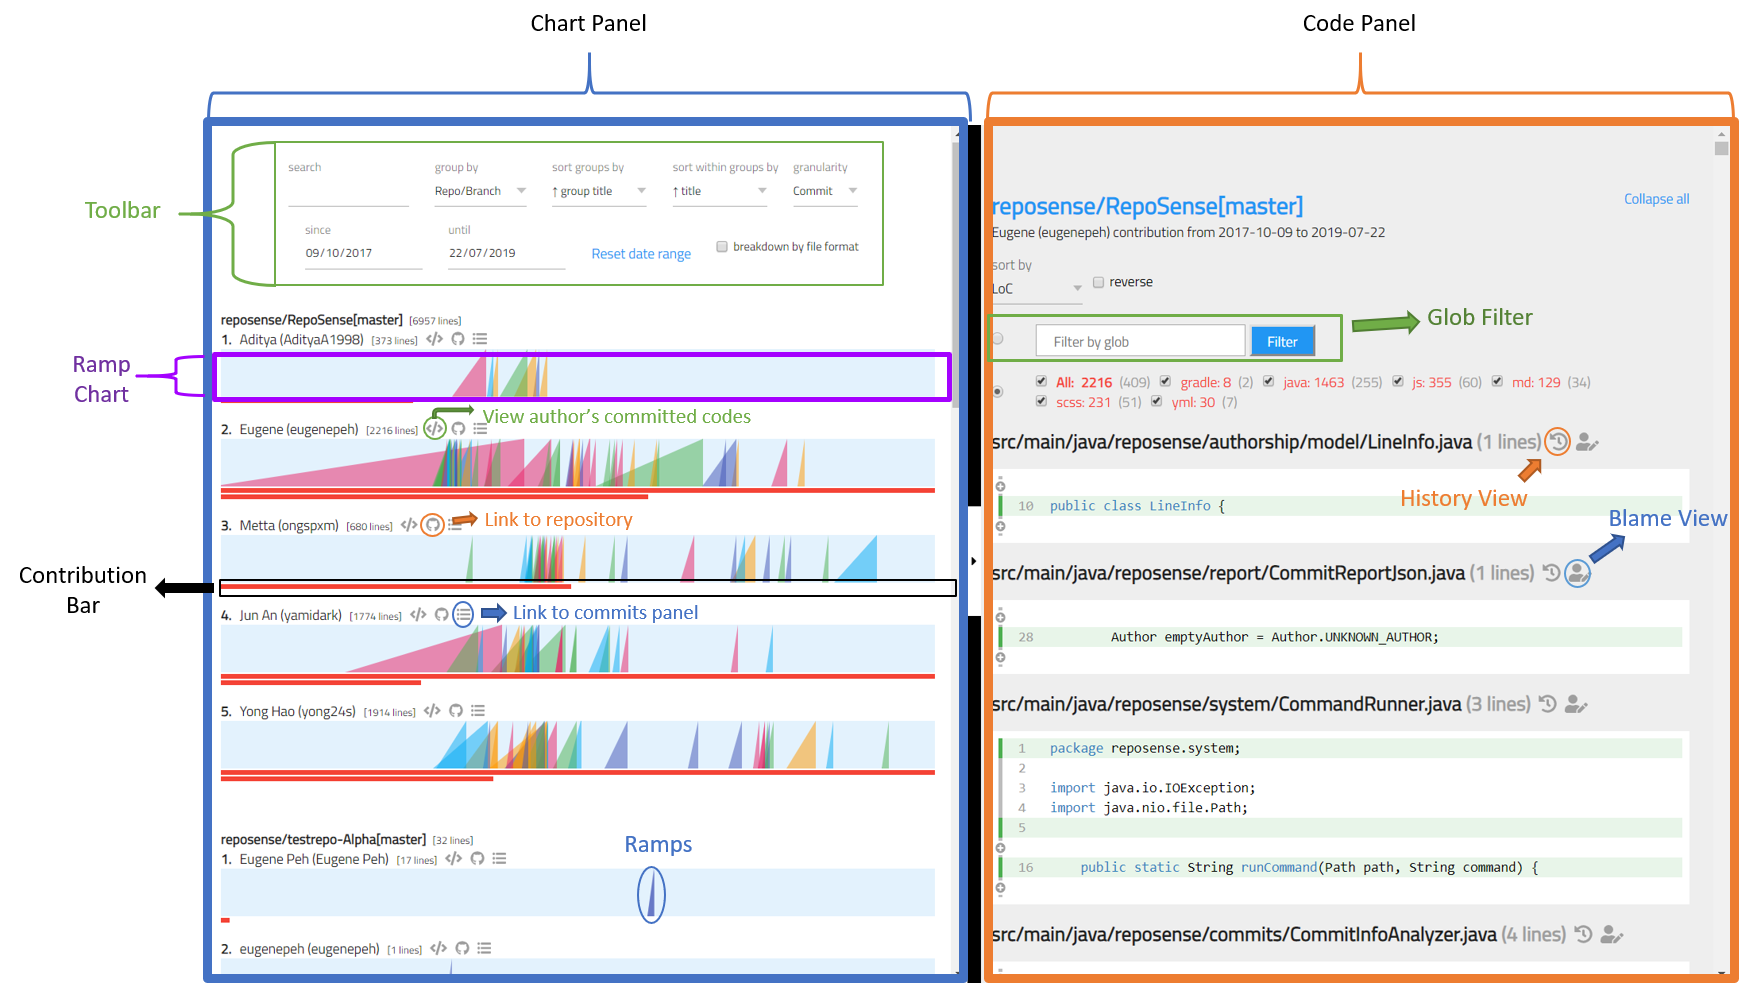 Chart Panel
Code Panel
Toolbar
search
group by
sort groups by
sort within groups by
granularity
Repo/Branch
↑ group title
↑ title
Commit
since
until
09/10/2017
22/07/2019
Reset date range
breakdown by file format
reposense/RepoSense[master] [6957 lines]
1. Aditya (AdityaA1998) [373 lines] </>
Ramp
Chart
View author's committed codes
2. Eugene (eugenepeh) [2216 lines] </>
3. Metta (ongspxm) [680 lines] </>
Link to repository
Contribution
Bar
4. Jun An (yamidark) [1774 lines] </>
Link to commits panel
5. Yong Hao (yong24s) [1914 lines] </>
reposense/testrepo-Alpha[master] [32 lines]
1. Eugene Peh (Eugene Peh) [17 lines] </>
Ramps
2. eugenepeh (eugenepeh) [1 lines] </>
reposense/RepoSense[master]
Collapse all
Eugene (eugenepeh) contribution from 2017-10-09 to 2019-07-22
sort by
LoC
reverse
Filter by glob
Filter
Glob Filter
All: 2216 (409) gradle: 8 (2) java: 1463 (255) js: 355 (60) md: 129 (34)
scss: 231 (51) yml: 30 (7)
src/main/java/reposense/authorship/model/LineInfo.java (1 lines)
History View
10 public class LineInfo {
Blame View
src/main/java/reposense/report/CommitReportJson.java (1 lines)
28 Author emptyAuthor = Author.UNKNOWN_AUTHOR;
src/main/java/reposense/system/CommandRunner.java (3 lines)
1 package reposense.system;
2
3 import java.io.IOException;
4 import java.nio.file.Path;
5
16 public static String runCommand(Path path, String command) {
src/main/java/reposense/commits/CommitInfoAnalyzer.java (4 lines)